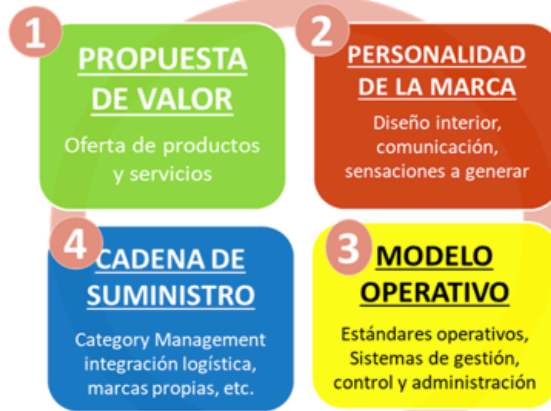 1
PROPUESTA
DE VALOR
Oferta de productos
y servicios
2
PERSONALIDAD
DE LA MARCA
Diseño interior,
comunicación,
sensaciones a generar
3
MODELO
OPERATIVO
Estándares operativos,
Sistemas de gestión,
control y administración
4
CADENA DE
SUMINISTRO
Category Management
integración logística,
marcas propias, etc.